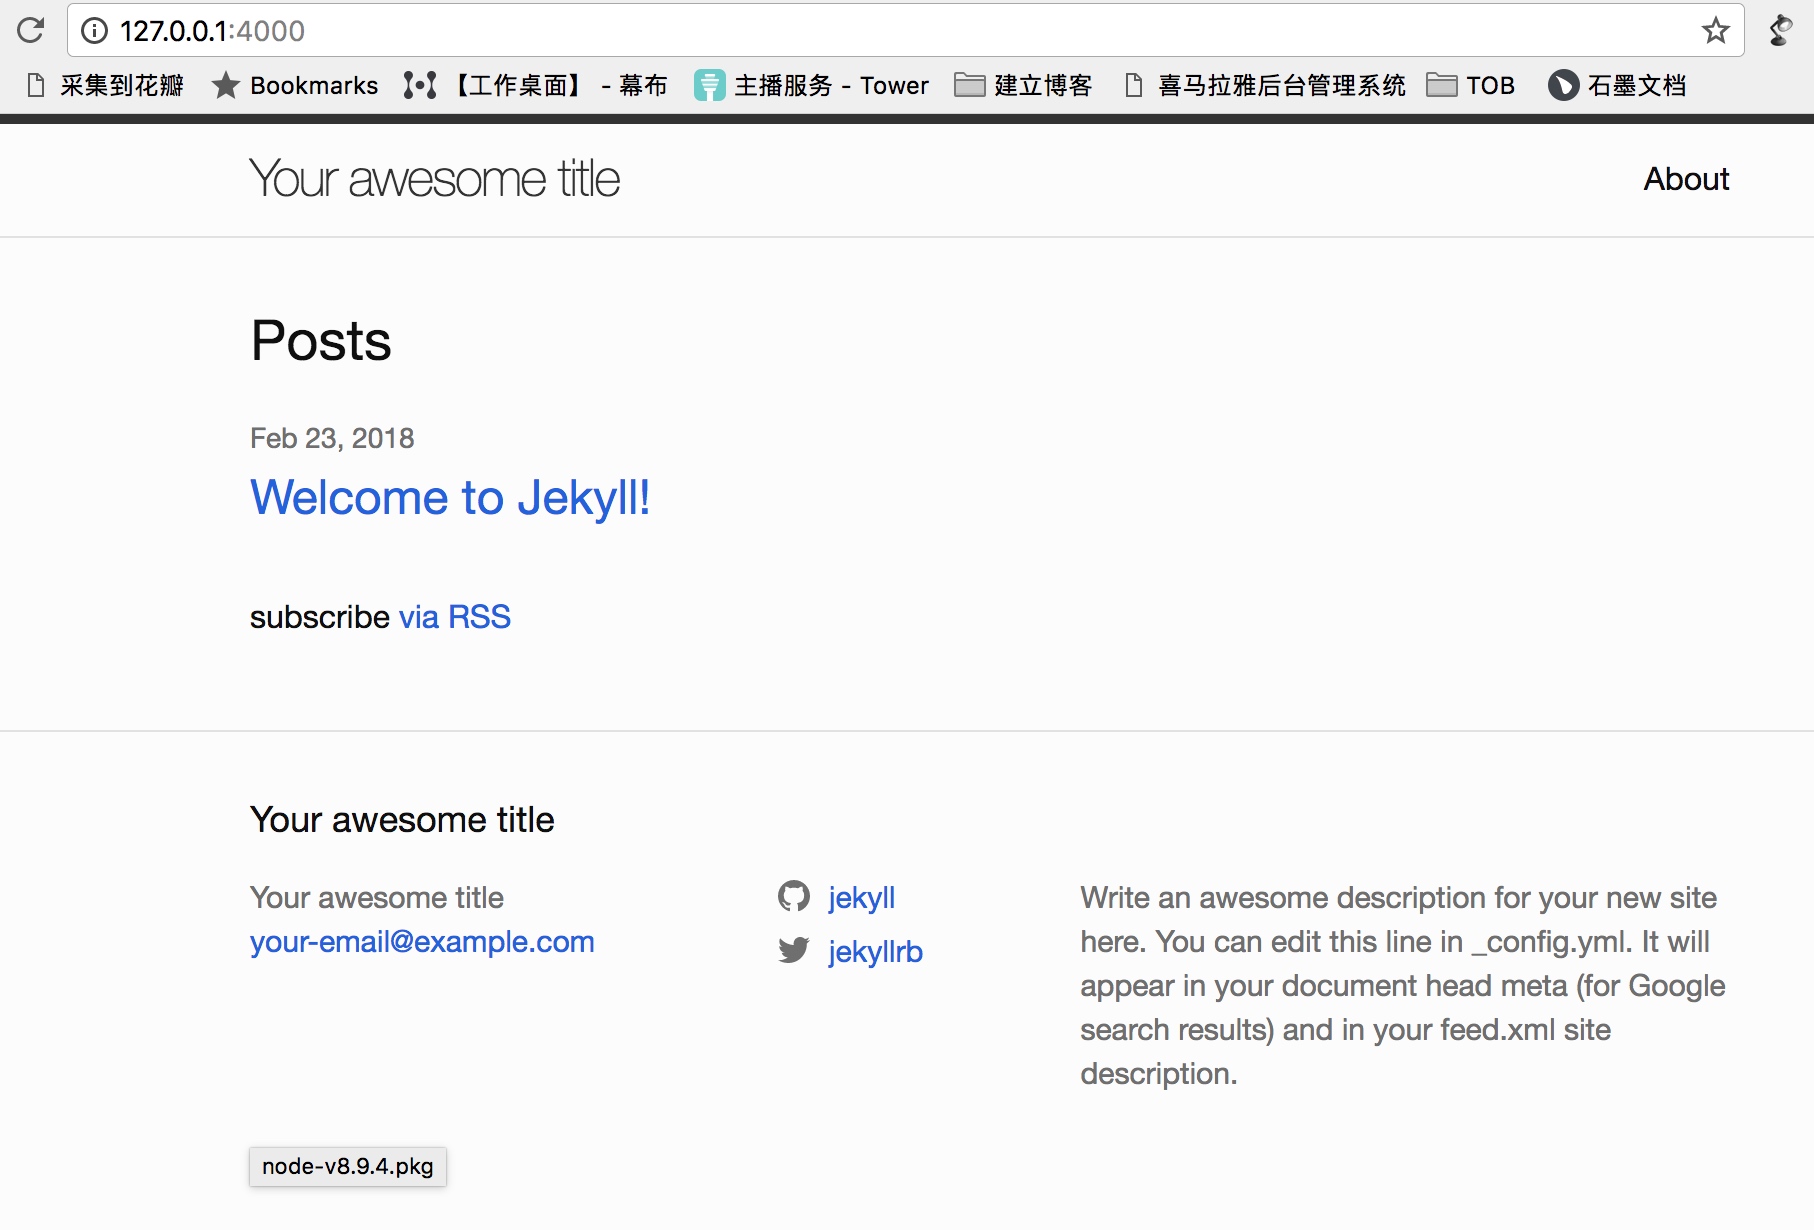 127.0.0.1:4000
采集到花瓣 Bookmarks 【工作桌面】 - 幕布 主播服务 - Tower 建立博客 喜马拉雅后台管理系统 TOB 石墨文档
Your awesome title About
Posts
Feb 23, 2018
Welcome to Jekyll!
subscribe via RSS
Your awesome title
Your awesome title
your-email@example.com
jekyll
jekyllrb
Write an awesome description for your new site
here. You can edit this line in _config.yml. It will
appear in your document head meta (for Google
search results) and in your feed.xml site
description.
node-v8.9.4.pkg